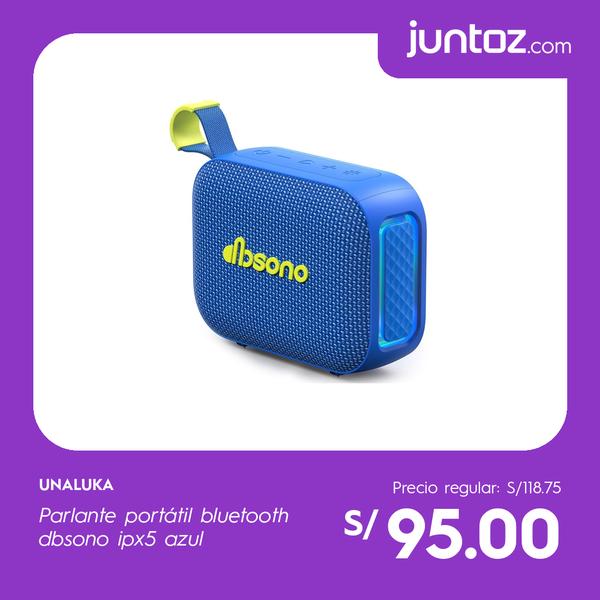 juntoz.com
dbsono
UNALUKA
Parlante portátil bluetooth
dbsono ipx5 azul
Precio regular: S/118.75
S/ 95.00